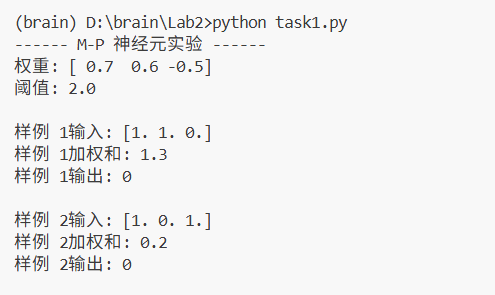 (brain) D:\brain\Lab2>python task1.py
------ M-P 神经元实验 ------
权重: [ 0.7  0.6 -0.5]
阈值: 2.0
样例 1输入: [1. 1. 0.]
样例 1加权和: 1.3
样例 1输出: 0
样例 2输入: [1. 0. 1.]
样例 2加权和: 0.2
样例 2输出: 0